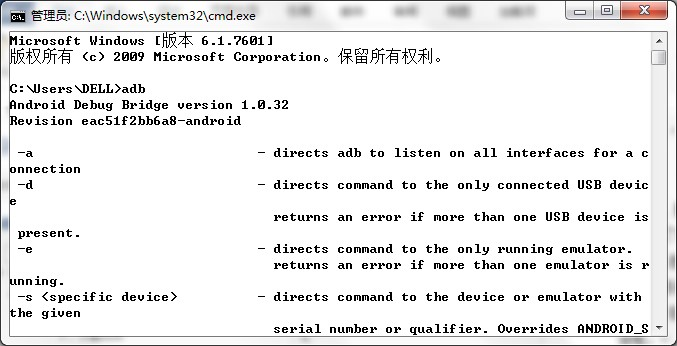 管理员: C:\Windows\system32\cmd.exe
Microsoft Windows [版本 6.1.7601]
版权所有 (c) 2009 Microsoft Corporation。保留所有权利。
C:\Users\DELL>adb
Android Debug Bridge version 1.0.32
Revision eac51f2bb6a8-android
-a - directs adb to listen on all interfaces for a c
onnection
-d - directs command to the only connected USB devic
e
returns an error if more than one USB device is
present.
-e - directs command to the only running emulator.
returns an error if more than one emulator is r
unning.
-s <specific device> - directs command to the device or emulator with
the given
serial number or qualifier. Overrides ANDROID_S